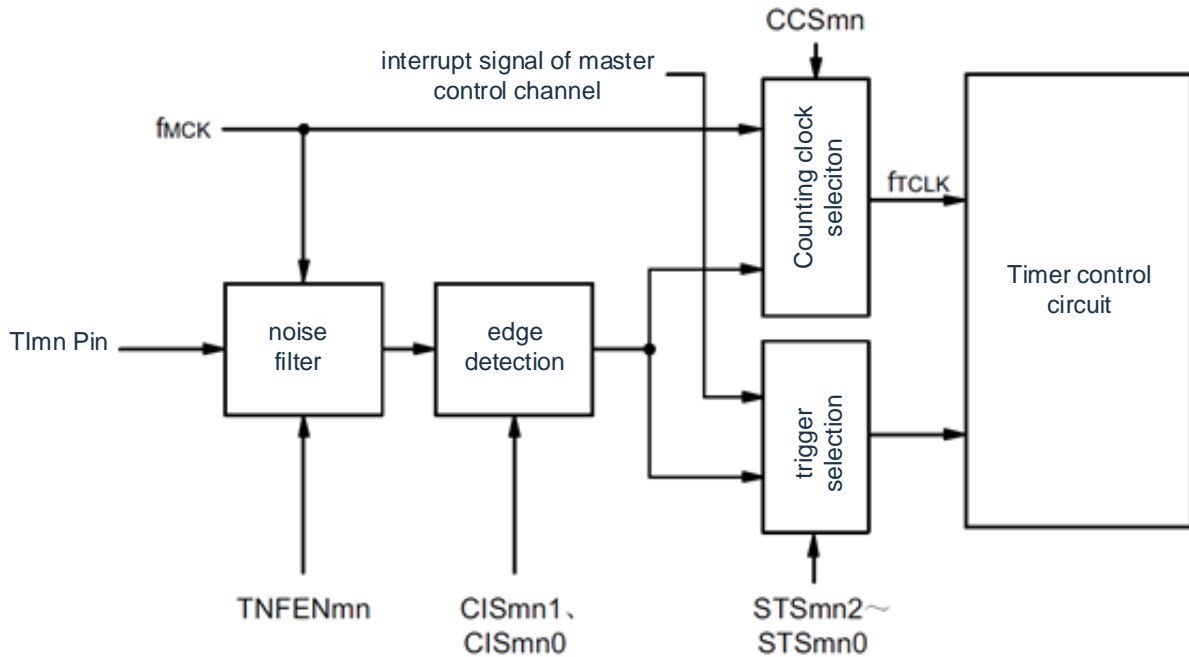 CCSmn
interrupt signal of master
control channel
fMCK
Counting clock
seleciton
fTCLK
Timer control
circuit
TImn Pin
noise
filter
edge
detection
trigger
selection
TNFENmn
CISmn1、
CISmn0
STSmn2～
STSmn0